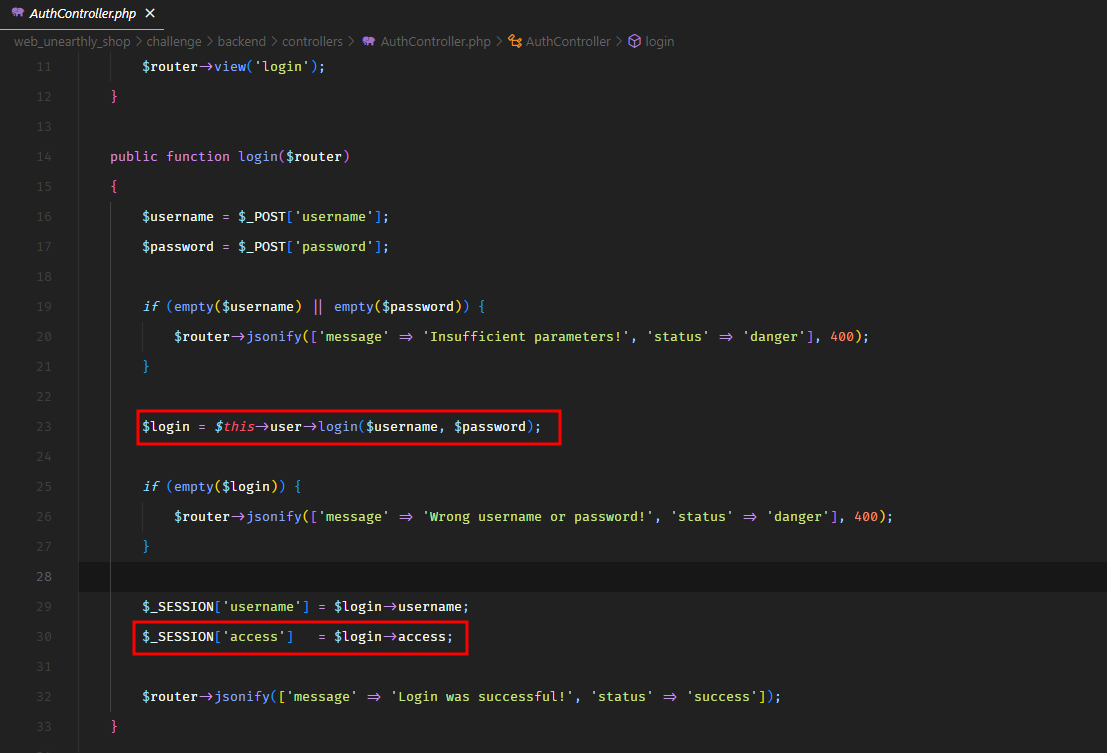 AuthController.php ×
web_unearthly_shop > challenge > backend > controllers > AuthController.php > AuthController > login
11 $router->view('login');
12 }
13
14 public function login($router)
15 {
16 $username = $_POST['username'];
17 $password = $_POST['password'];
18
19 if (empty($username) || empty($password)) {
20 $router->jsonify(['message' => 'Insufficient parameters!', 'status' => 'danger'], 400);
21 }
22
23 $login = $this->user->login($username, $password);
24
25 if (empty($login)) {
26 $router->jsonify(['message' => 'Wrong username or password!', 'status' => 'danger'], 400);
27 }
28
29 $_SESSION['username'] = $login->username;
30 $_SESSION['access']   = $login->access;
31
32 $router->jsonify(['message' => 'Login was successful!', 'status' => 'success']);
33 }